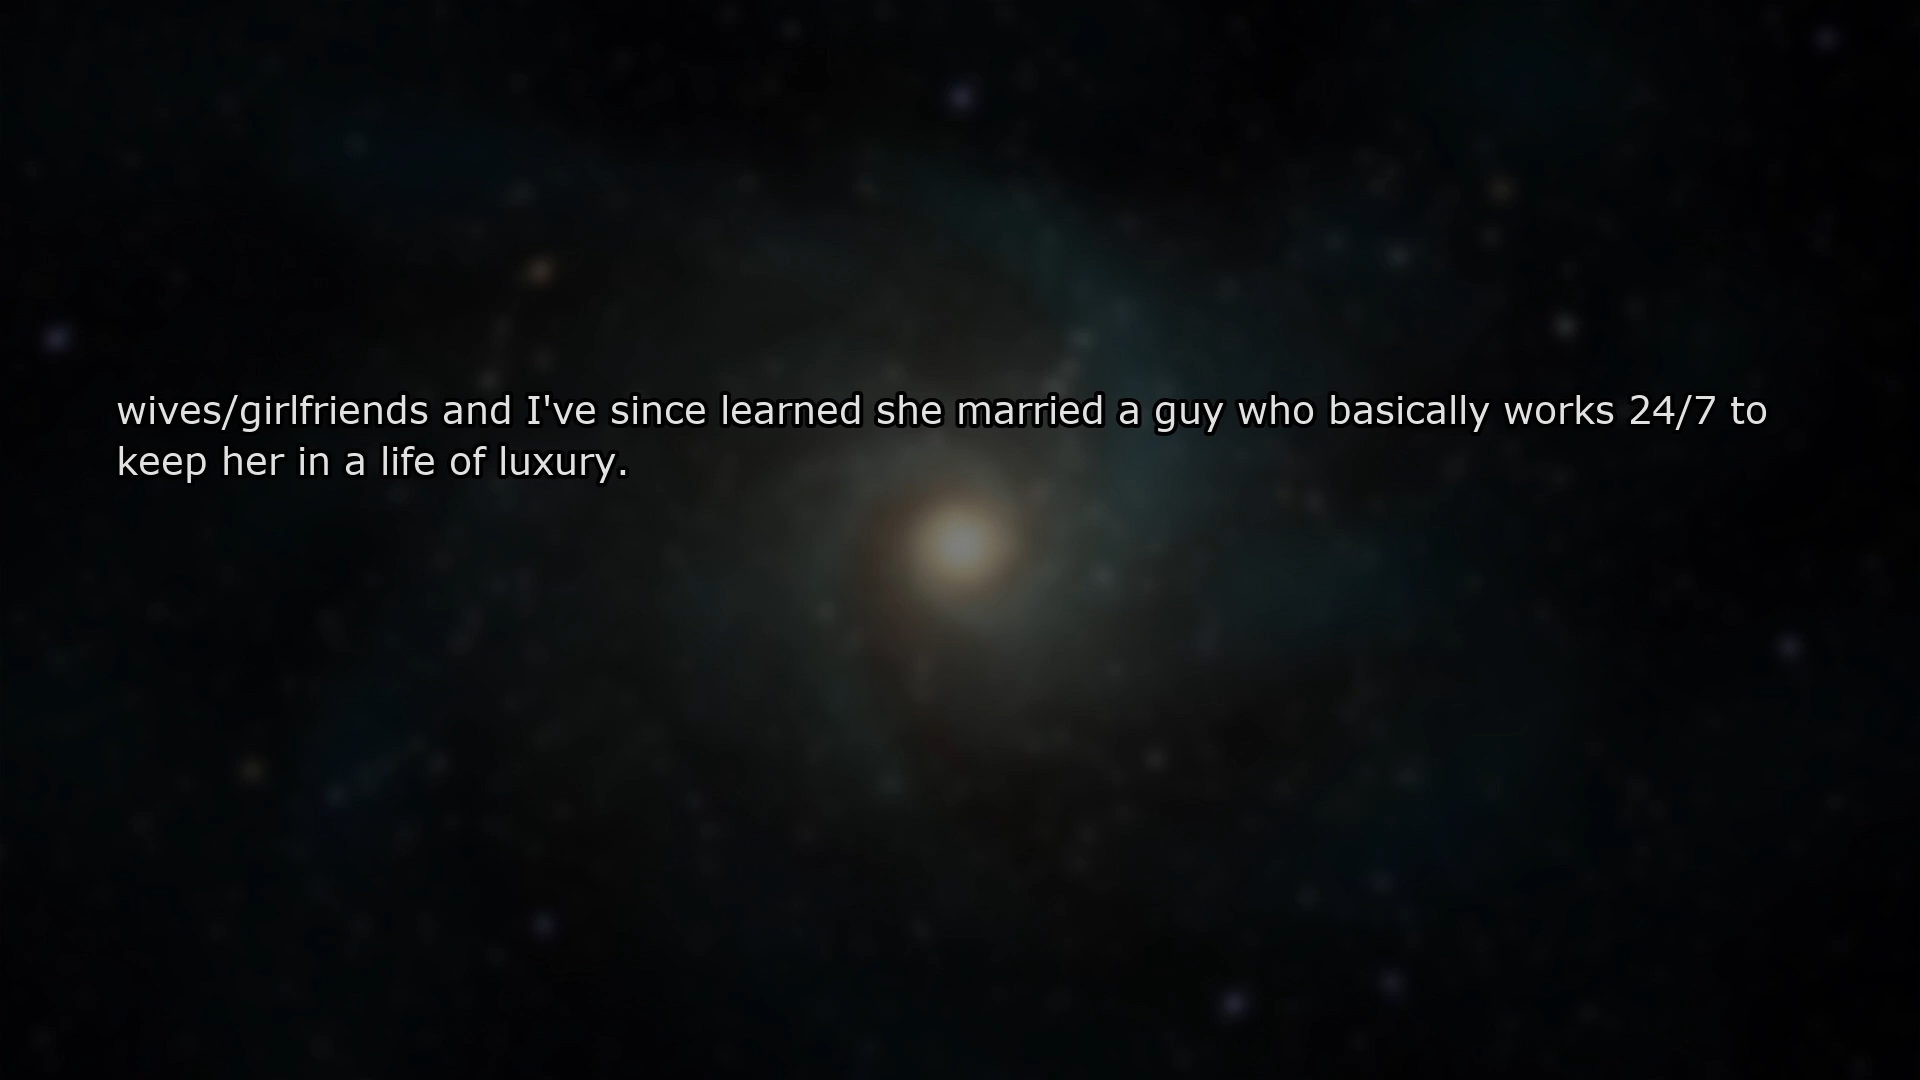 wives/girlfriends and I've since learned she married a guy who basically works 24/7 to
keep her in a life of luxury.